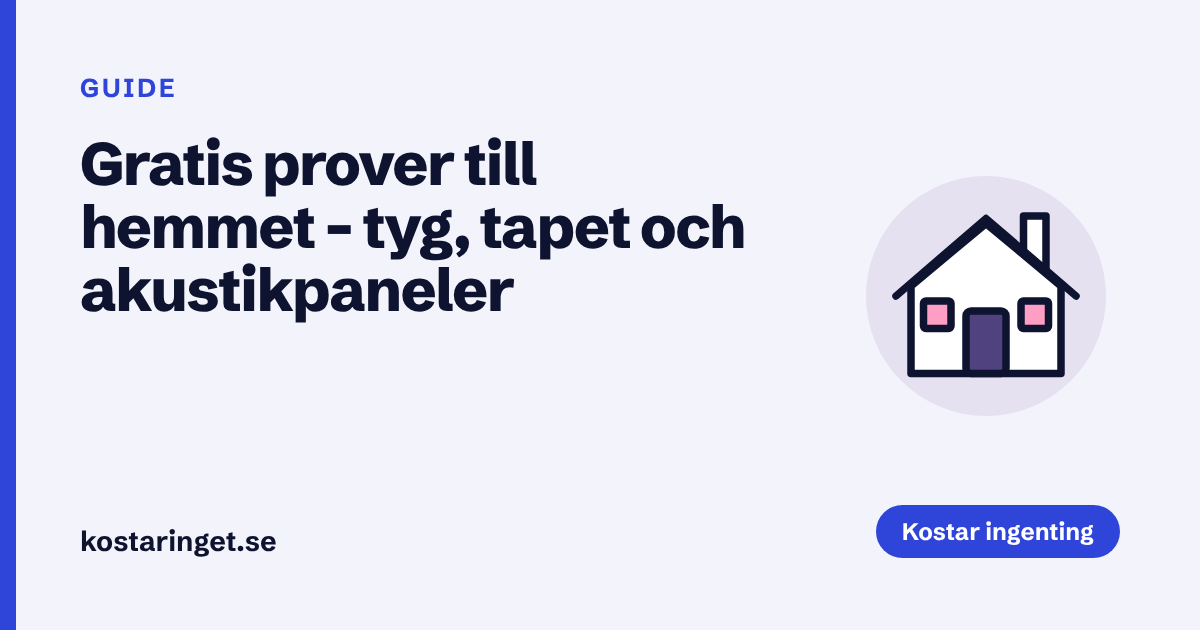 GUIDE
Gratis prover till
hemmet – tyg, tapet och
akustikpaneler
kostaringet.se
Kostar ingenting